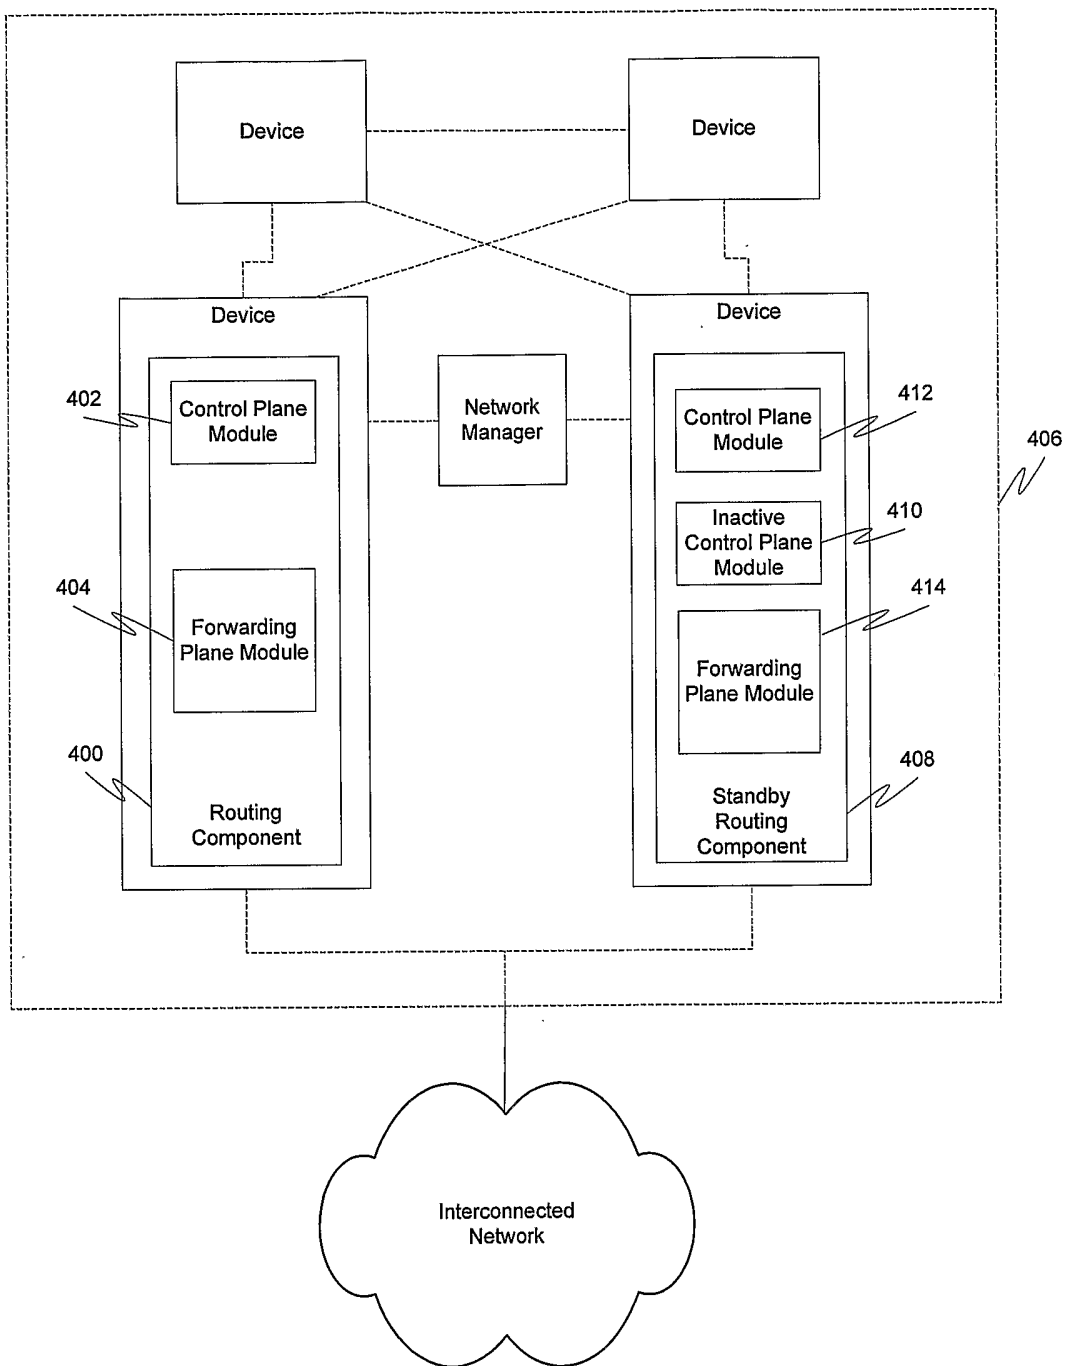 Device
Device
Device
Device
402
Control Plane
Module
Network
Manager
Control Plane
Module
412
406
Inactive
Control Plane
Module
410
404
Forwarding
Plane Module
414
Forwarding
Plane Module
400
Routing
Component
408
Standby
Routing
Component
Interconnected
Network